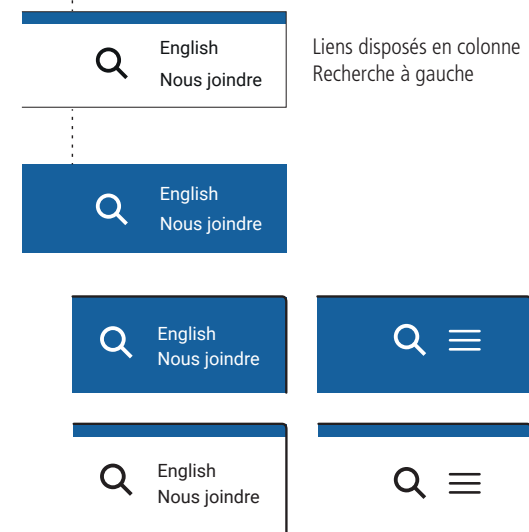 English
Nous joindre
Liens disposés en colonne
Recherche à gauche
English
Nous joindre
English
Nous joindre
English
Nous joindre